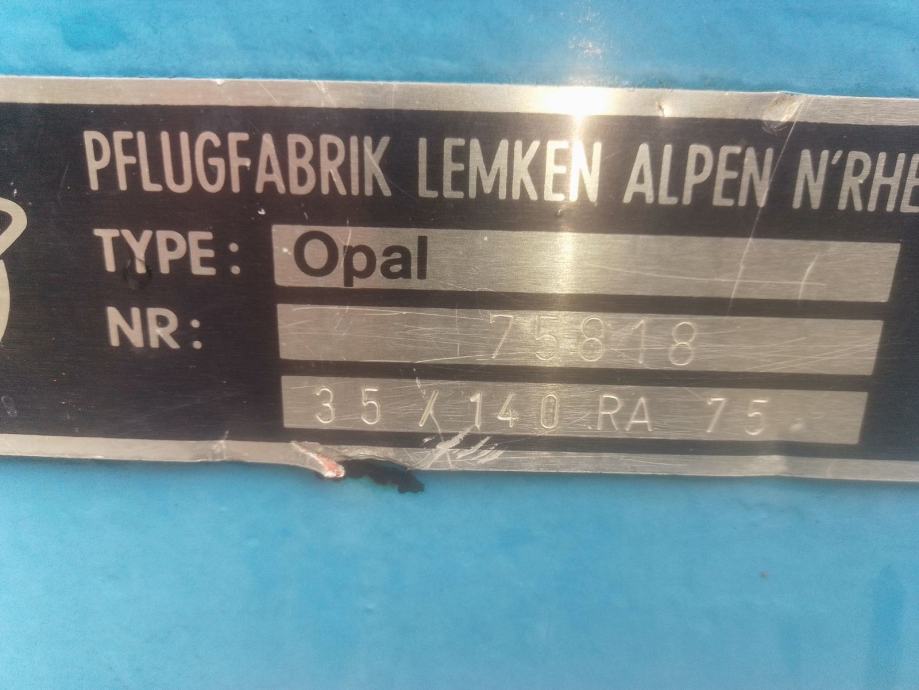 PFLUGFABRIK LEMKEN ALPEN N'RHE
TYPE: Opal
NR: 75818
35 X 140 RA 75